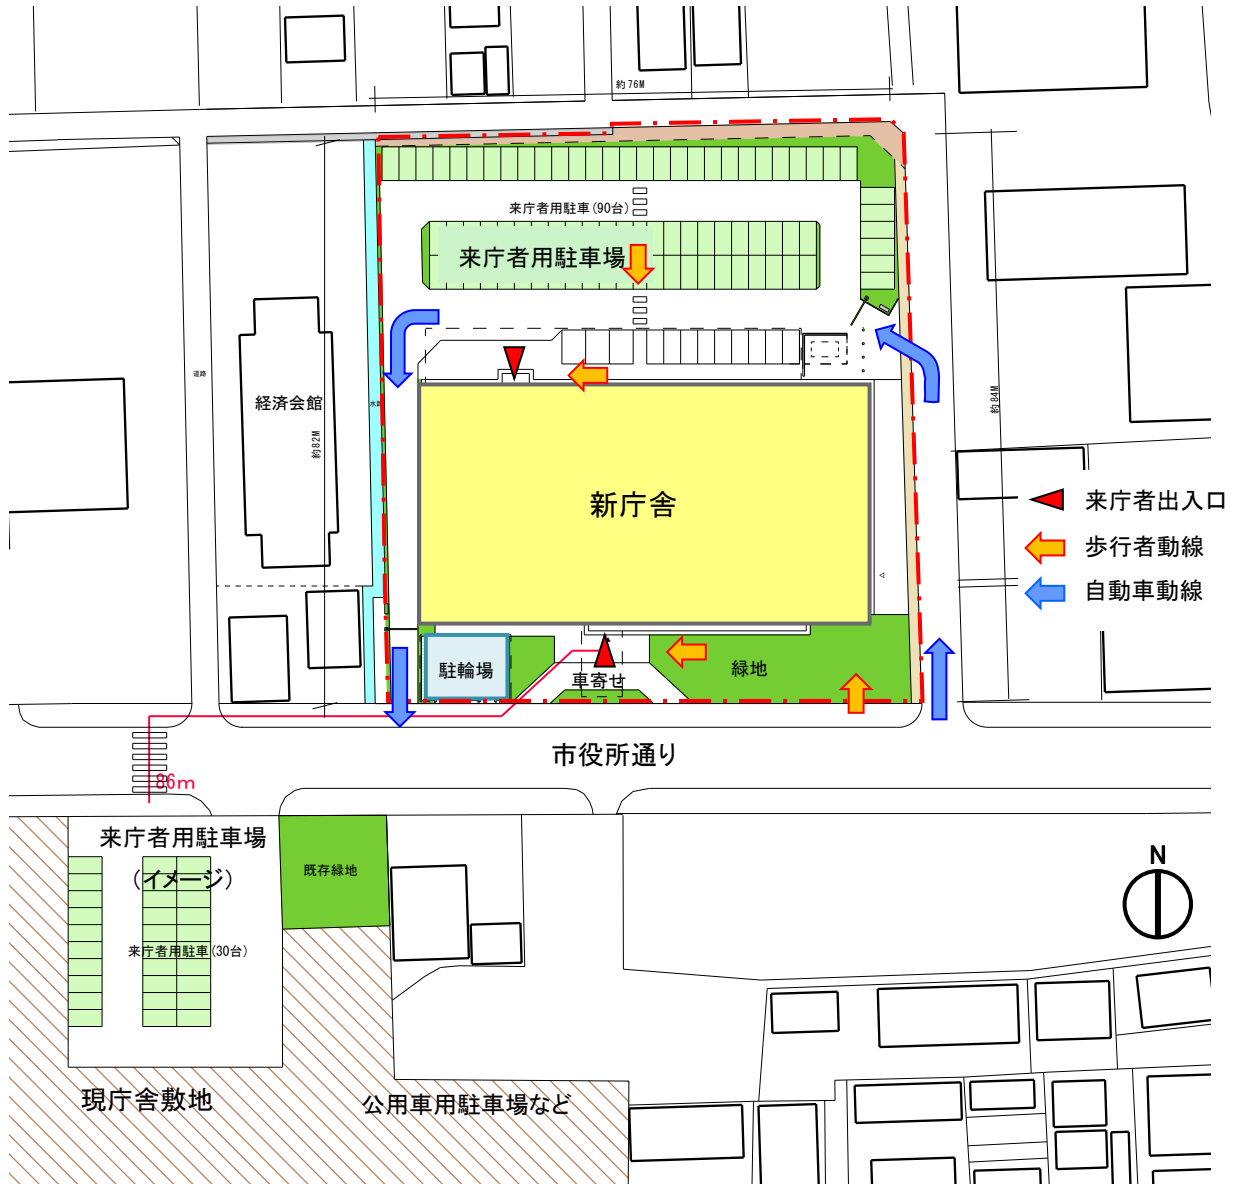 約76M
来庁者用駐車(90台)
来庁者用駐車場
道路
水路
経済会館
約82M
約84M
新庁舎
来庁者出入口
歩行者動線
自動車動線
駐輪場
車寄せ
緑地
市役所通り
86m
来庁者用駐車場
(イメージ)
既存緑地
来庁者用駐車(30台)
N
現庁舎敷地
公用車用駐車場など